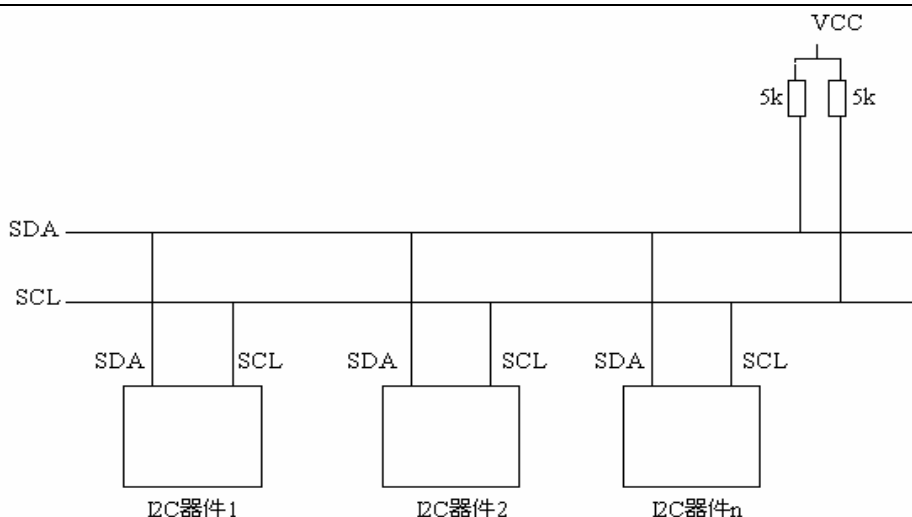 VCC
5k 5k
SDA
SCL
SDA SCL SDA SCL SDA SCL
I2C器件1 I2C器件2 I2C器件n